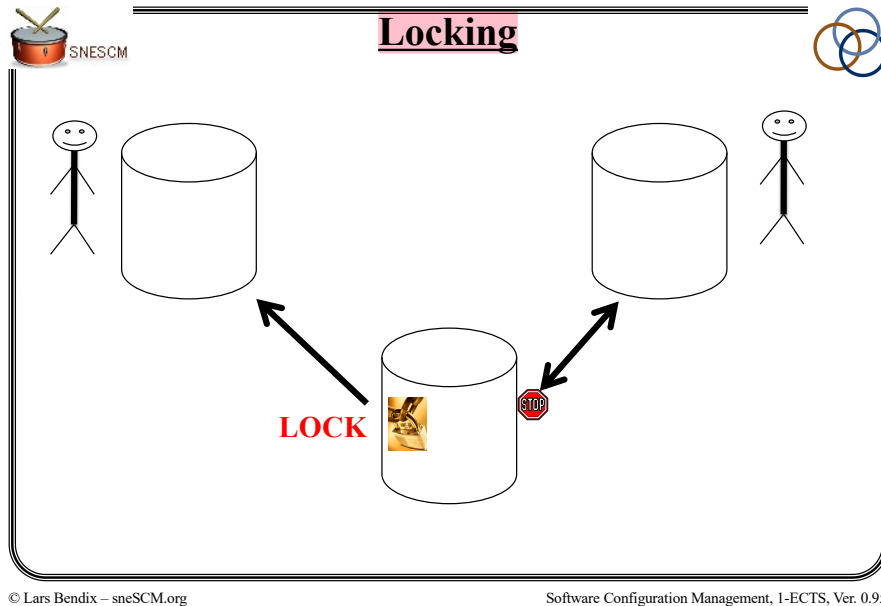 Locking
SNESCM
LOCK
STOP
© Lars Bendix – sneSCM.org
Software Configuration Management, 1-ECTS, Ver. 0.9